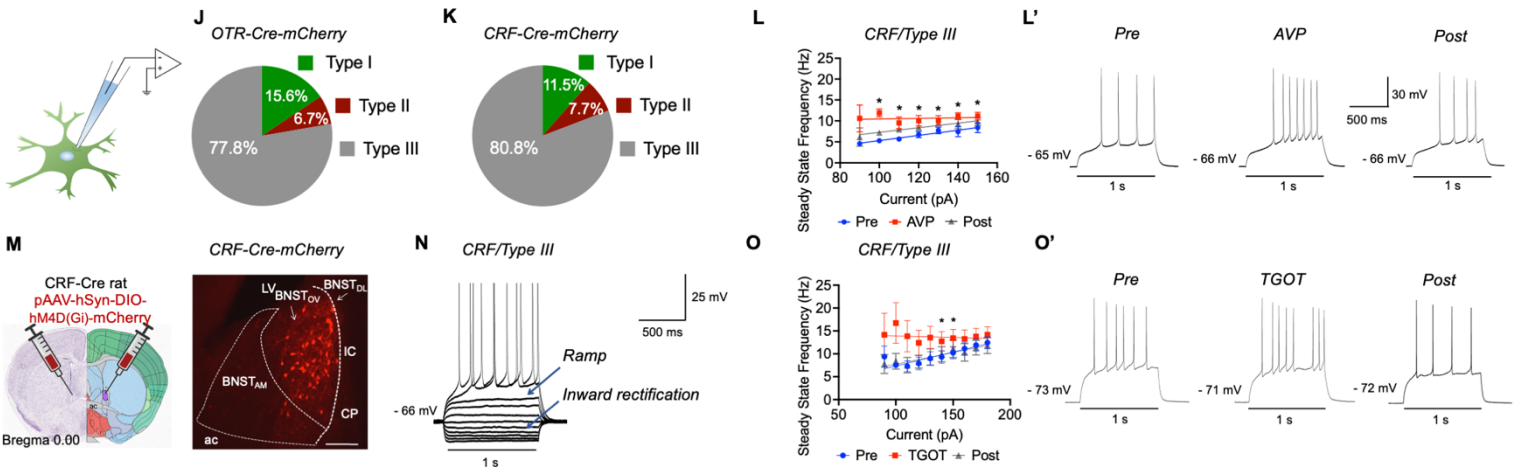 J
OTR-Cre-mCherry
Type I
15.6%
Type II
6.7%
77.8%
Type III
K
CRF-Cre-mCherry
Type I
11.5%
Type II
7.7%
80.8%
Type III
L
CRF/Type III
Steady State Frequency (Hz)
25
20
15
10
5
0
* * * * * *
80 100 120 140 160
Current (pA)
Pre AVP Post
L’
Pre AVP Post
30 mV
500 ms
- 65 mV
- 66 mV
- 66 mV
1 s
1 s
1 s
M
CRF-Cre rat
pAAV-hSyn-DIO-
hM4D(Gi)-mCherry
ac
Bregma 0.00
CRF-Cre-mCherry
LV
BNSTDL
BNSTOV
IC
BNSTAM
CP
ac
N
CRF/Type III
25 mV
500 ms
Ramp
Inward rectification
- 66 mV
1 s
O
CRF/Type III
Steady State Frequency (Hz)
25
20
15
10
5
0
* *
50 100 150 200
Current (pA)
Pre TGOT Post
O’
Pre TGOT Post
- 73 mV
- 71 mV
- 72 mV
1 s
1 s
1 s